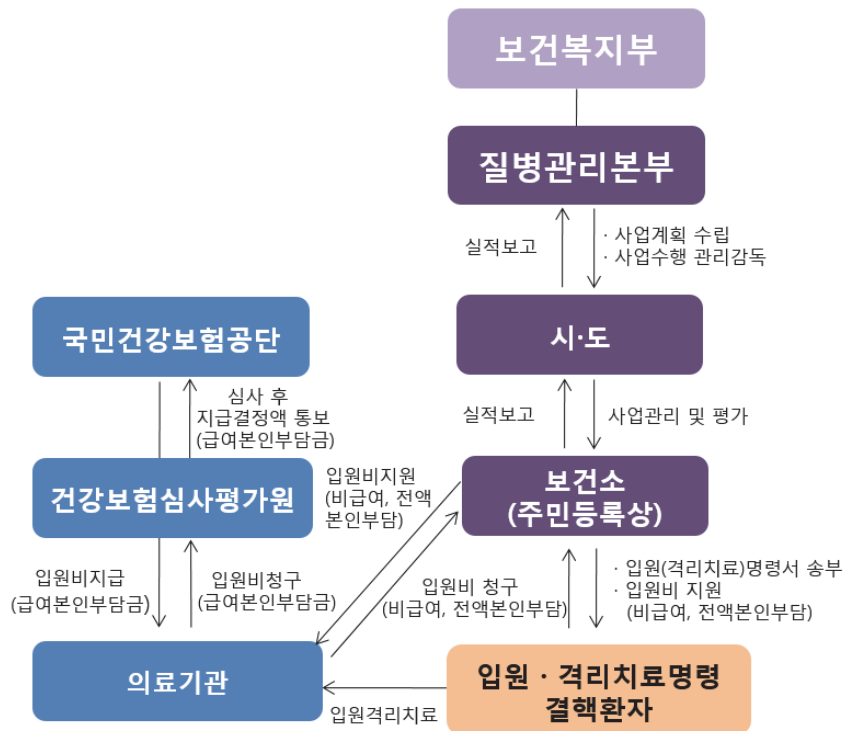 보건복지부
질병관리본부
실적보고
· 사업계획 수립
· 사업수행 관리감독
국민건강보험공단
시·도
심사 후
지급결정액 통보
(급여본인부담금)
실적보고
사업관리 및 평가
건강보험심사평가원
입원비지원
(비급여, 전액
본인부담)
보건소
(주민등록상)
입원비지급
(급여본인부담금)
입원비청구
(급여본인부담금)
입원비 청구
(비급여, 전액본인부담)
· 입원(격리치료)명령서 송부
· 입원비 지원
(비급여, 전액본인부담)
의료기관
입원격리치료
입원 · 격리치료명령
결핵환자